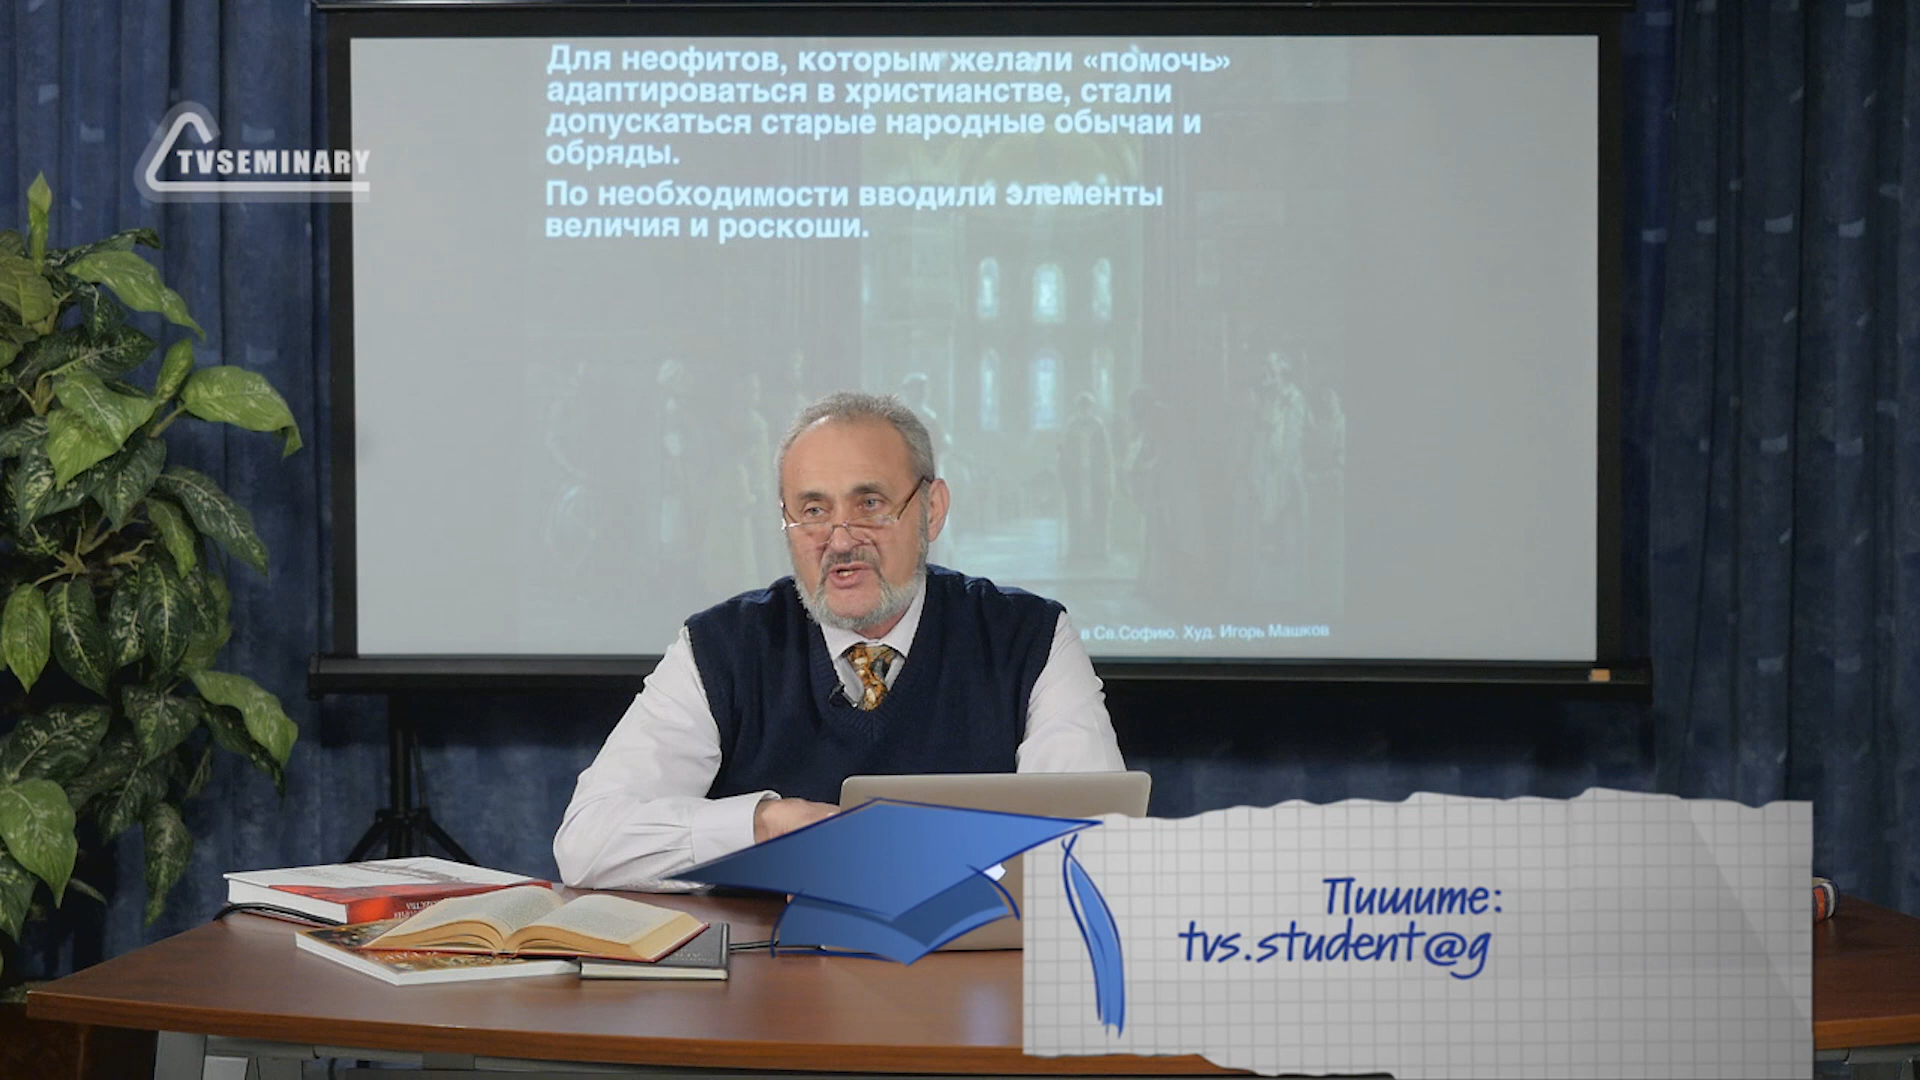 Для неофитов, которым желали «помочь»
адаптироваться в христианстве, стали
допускаться старые народные обычаи и
обряды.
По необходимости вводили элементы
величия и роскоши.
TVSEMINARY
в Св.Софию. Худ. Игорь Машков
Пишите:
tvs.student@g